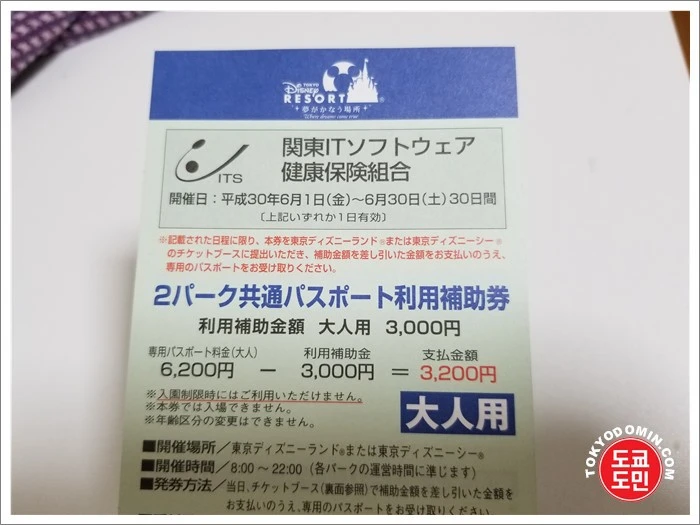 TOKYO
Disney
RESORT®
夢がかなう場所
Where dreams come true
ITS
関東ITソフトウェア
健康保険組合
開催日：平成30年6月1日(金)～6月30日(土)30日間
〔上記いずれか1日有効〕
※記載された日程に限り、本券を東京ディズニーランド®または東京ディズニーシー®
のチケットブースに提出いただき、補助金額を差し引いた金額をお支払いのうえ、
専用のパスポートをお受け取りください。
2パーク共通パスポート利用補助券
利用補助金額 大人用 3,000円
専用パスポート料金(大人) 利用補助金 支払金額
6,200円 － 3,000円 ＝ 3,200円
※入園制限時にはご利用いただけません。
※本券では入場できません。
※年齢区分の変更はできません。
大人用
■開催場所／東京ディズニーランド®または東京ディズニーシー®
■開催時間／8:00～22:00（各パークの運営時間に準じます）
■発券方法／当日、チケットブース(裏面参照)で補助金額を差し引いた金額を
お支払いのうえ、専用のパスポートをお受け取りください。
TOKYODOMIN.COM
도쿄
도민